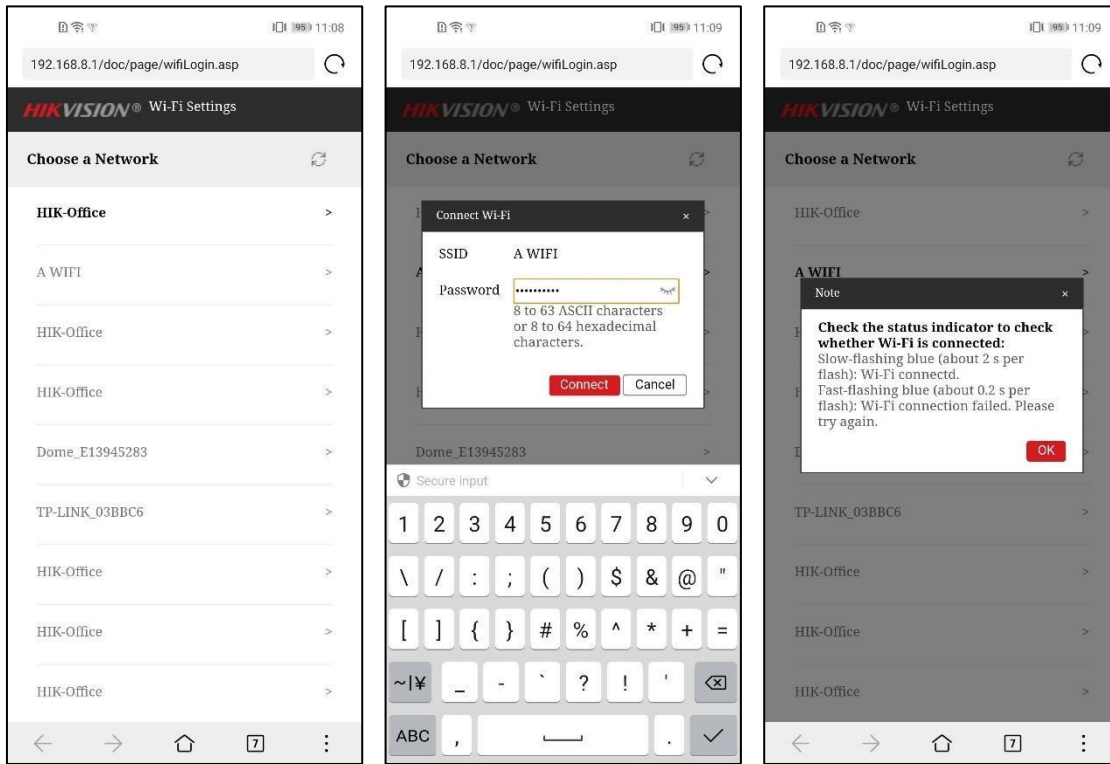 11:08
192.168.8.1/doc/page/wifiLogin.asp
HIKVISION® Wi-Fi Settings
Choose a Network
HIK-Office >
A WIFI >
HIK-Office >
HIK-Office >
Dome_E13945283 >
TP-LINK_03BBC6 >
HIK-Office >
HIK-Office >
HIK-Office >
7
95 11:09
192.168.8.1/doc/page/wifiLogin.asp
HIKVISION® Wi-Fi Settings
Choose a Network
Connect Wi-Fi ×
SSID A WIFI
Password ••••••••••
8 to 63 ASCII characters
or 8 to 64 hexadecimal
characters.
Connect Cancel
Dome_E13945283 >
Secure input
1 2 3 4 5 6 7 8 9 0
\ / : ; ( ) $ & @ "
[ ] { } # % ^ * + =
~|¥ _ - ` ? ! '
ABC , .
95 11:09
192.168.8.1/doc/page/wifiLogin.asp
HIKVISION® Wi-Fi Settings
Choose a Network
HIK-Office >
A WIFI >
Note ×
Check the status indicator to check
whether Wi-Fi is connected:
Slow-flashing blue (about 2 s per
flash): Wi-Fi connectd.
Fast-flashing blue (about 0.2 s per
flash): Wi-Fi connection failed. Please
try again.
OK
TP-LINK_03BBC6 >
HIK-Office >
HIK-Office >
HIK-Office >
7